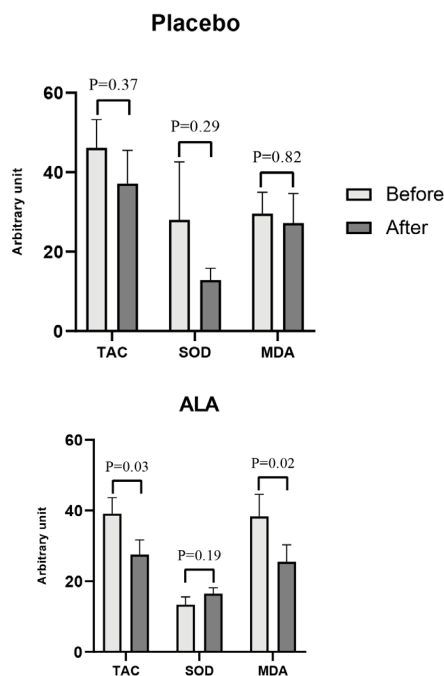 Placebo
P=0.37
P=0.29
P=0.82
60
40
20
0
Arbitrary unit
TAC SOD MDA
Before
After
ALA
P=0.03
P=0.19
P=0.02
60
40
20
0
Arbitrary unit
TAC SOD MDA